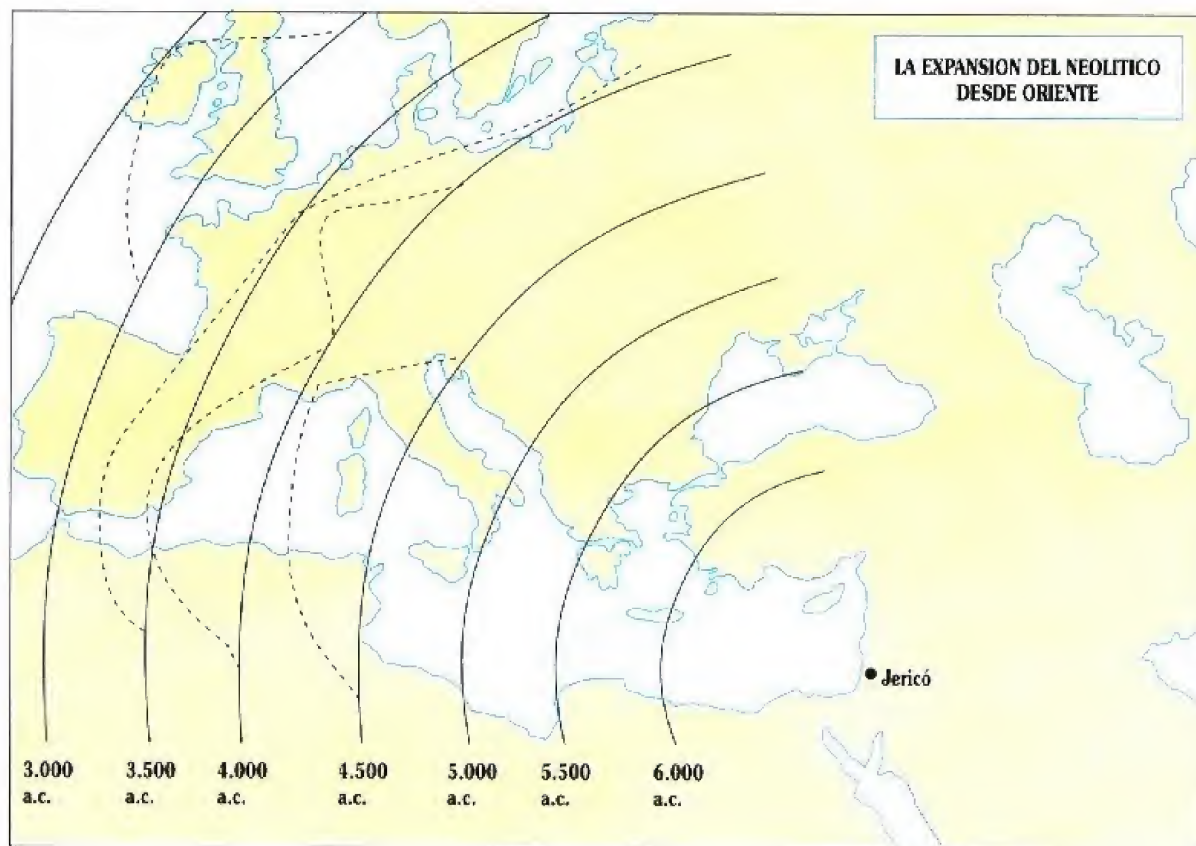 LA EXPANSION DEL NEOLITICO
DESDE ORIENTE
Jericó
3.000 a.c.
3.500 a.c.
4.000 a.c.
4.500 a.c.
5.000 a.c.
5.500 a.c.
6.000 a.c.